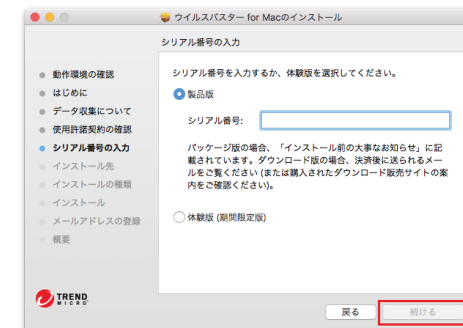 ウイルスバスター for Macのインストール
シリアル番号の入力
動作環境の確認
はじめに
データ収集について
使用許諾契約の確認
シリアル番号の入力
インストール先
インストールの種類
インストール
メールアドレスの登録
概要
シリアル番号を入力するか、体験版を選択してください。
製品版
シリアル番号:
パッケージ版の場合、「インストール前の大事なお知らせ」に記
載されています。ダウンロード版の場合、決済後に送られるメー
ルをご覧ください (または購入されたダウンロード販売サイトの案
内をご確認ください)。
体験版 (期間限定版)
TREND
MICRO
戻る
続ける